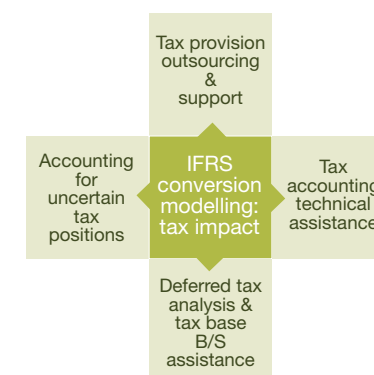 Tax provision
outsourcing
&
support
Accounting
for
uncertain
tax
positions
IFRS
conversion
modelling:
tax impact
Tax
accounting
technical
assistance
Deferred tax
analysis &
tax base
B/S
assistance